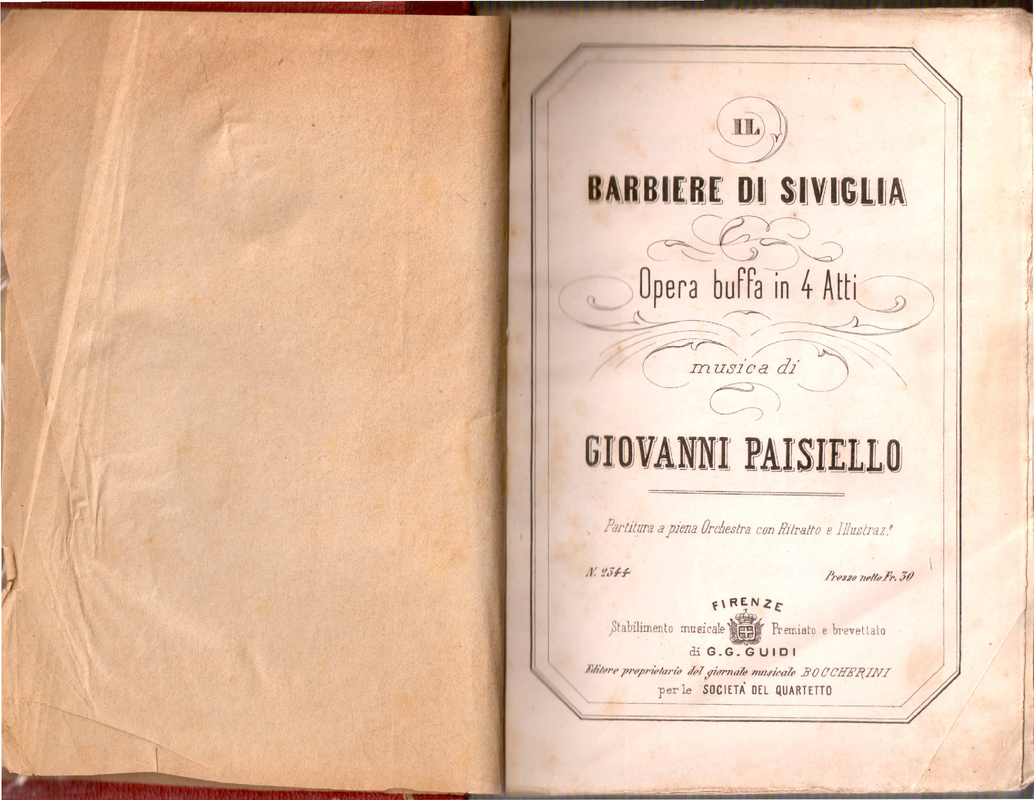 IL
BARBIERE DI SIVIGLIA
Opera buffa in 4 Atti
musica di
GIOVANNI PAISIELLO
Partitura a piena Orchestra con Ritratto e Illustraz.e
N. 2344 Prezzo netto Fr. 30
FIRENZE
Stabilimento musicale Premiato e brevettato
di G. G. GUIDI
Editore proprietario del giornale musicale BOCCHERINI
per le SOCIETÀ DEL QUARTETTO